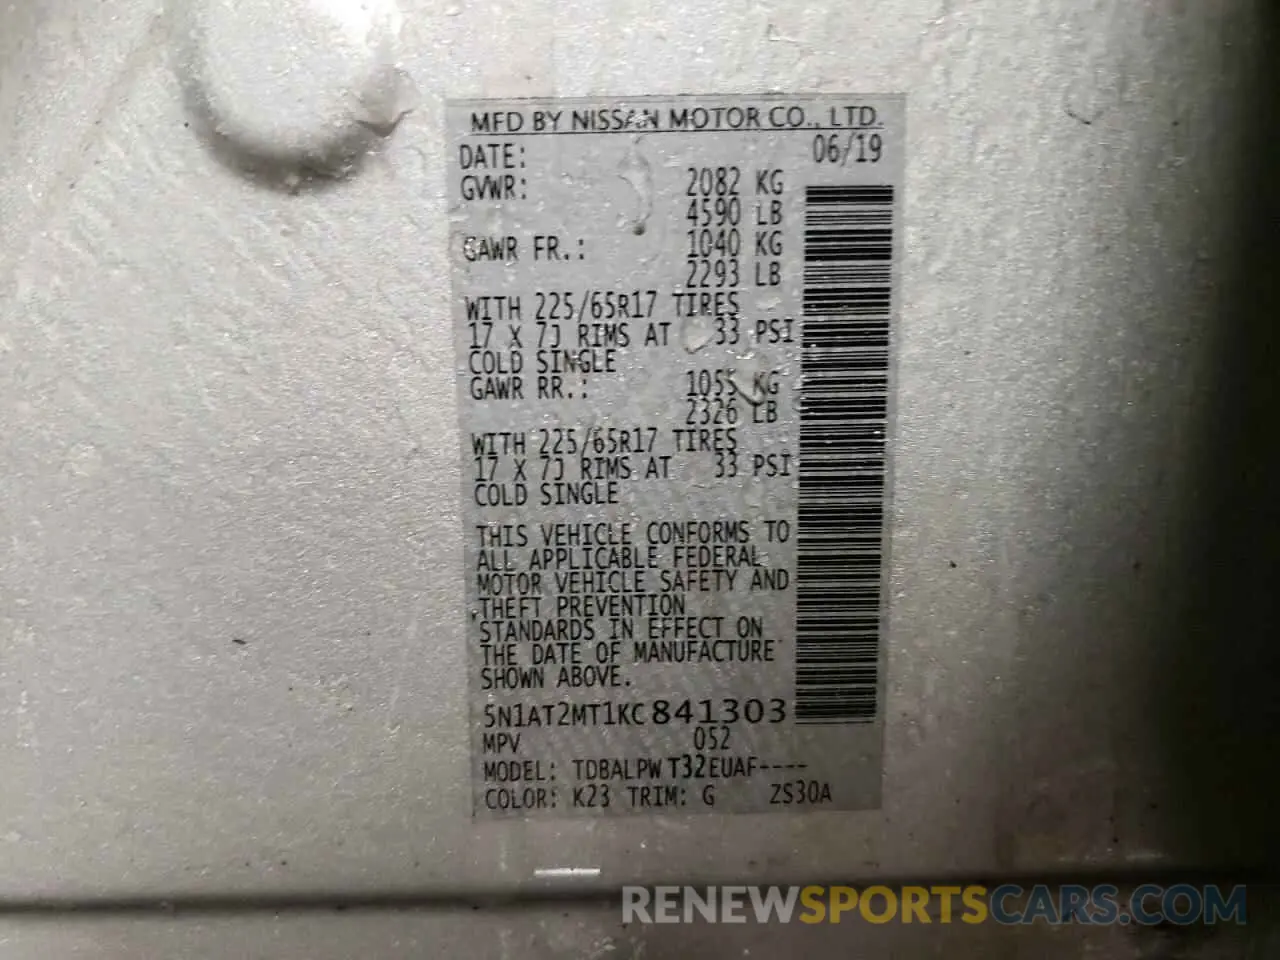 MFD BY NISSAN MOTOR CO., LTD.
DATE: 06/19
GVWR: 2082 KG
4590 LB
GAWR FR.: 1040 KG
2293 LB
WITH 225/65R17 TIRES
17 X 7J RIMS AT 33 PSI
COLD SINGLE
GAWR RR.: 1055 KG
2326 LB
WITH 225/65R17 TIRES
17 X 7J RIMS AT 33 PSI
COLD SINGLE
THIS VEHICLE CONFORMS TO
ALL APPLICABLE FEDERAL
MOTOR VEHICLE SAFETY AND
THEFT PREVENTION
STANDARDS IN EFFECT ON
THE DATE OF MANUFACTURE
SHOWN ABOVE.
5N1AT2MT1KC841303
MPV 052
MODEL: TDBALPW T32EUAF----
COLOR: K23 TRIM: G ZS30A
RENEWSPORTSCARS.COM